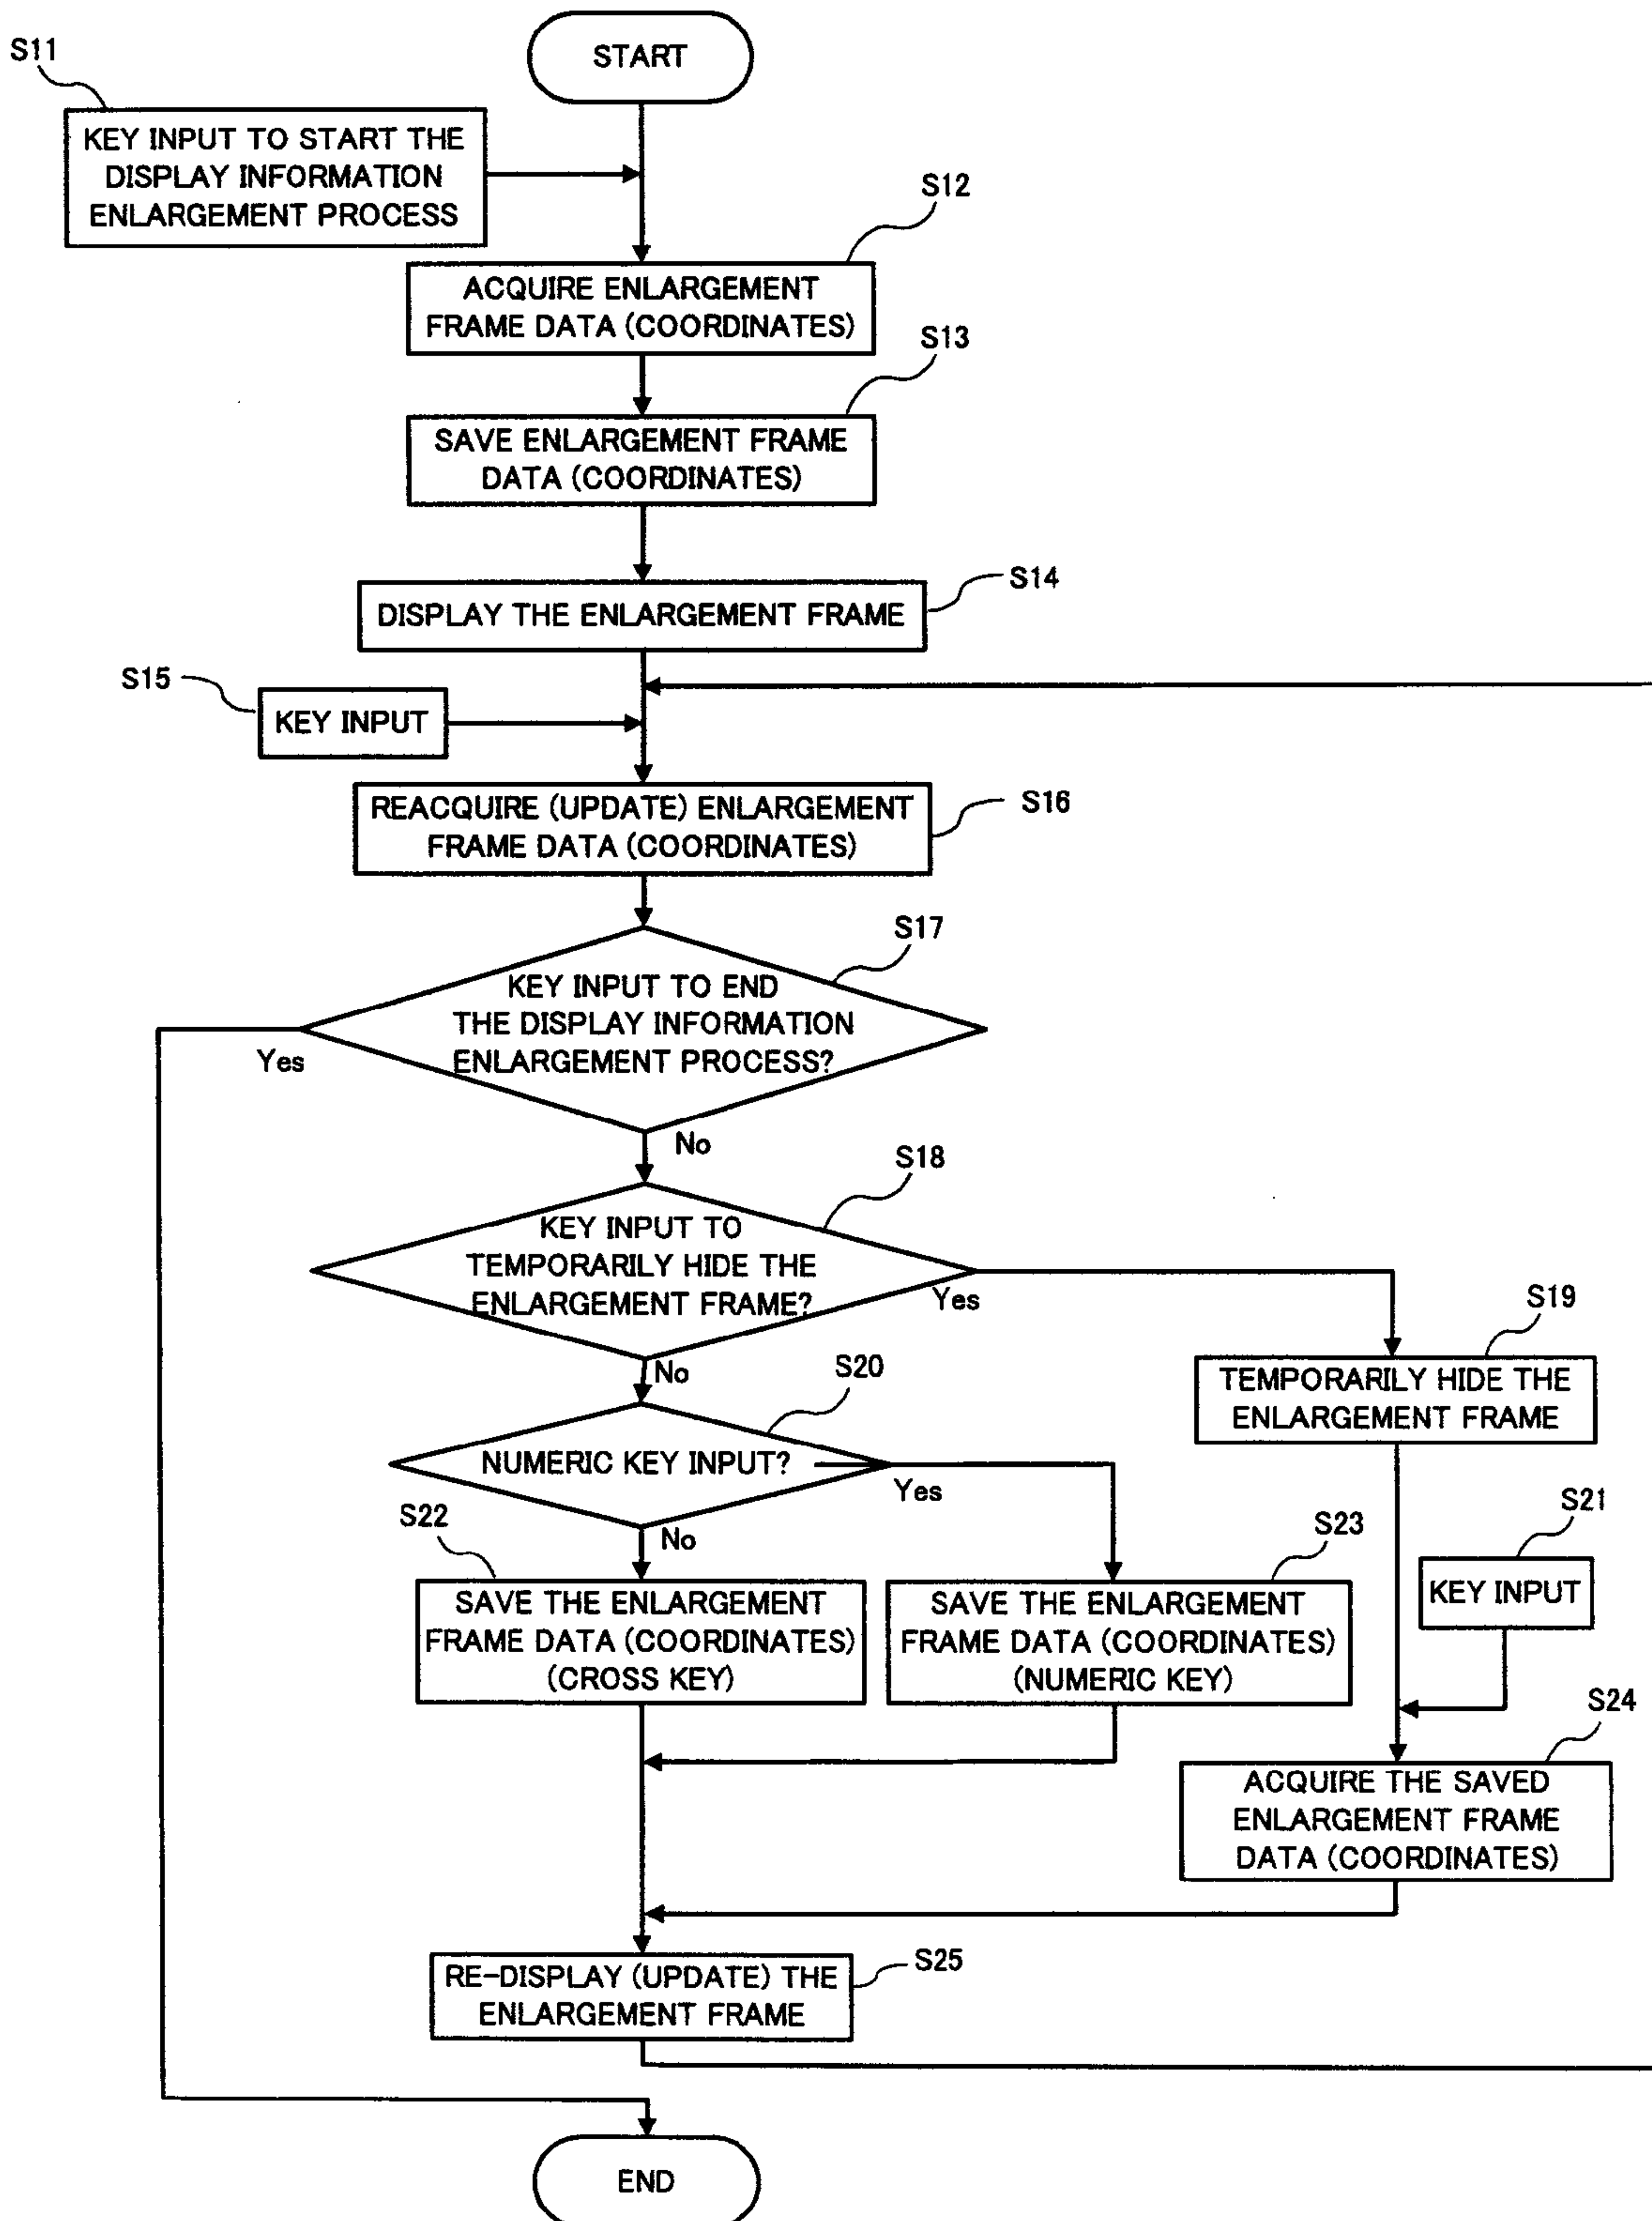 START
S11
KEY INPUT TO START THE
DISPLAY INFORMATION
ENLARGEMENT PROCESS
S12
ACQUIRE ENLARGEMENT
FRAME DATA (COORDINATES)
S13
SAVE ENLARGEMENT FRAME
DATA (COORDINATES)
S14
DISPLAY THE ENLARGEMENT FRAME
S15
KEY INPUT
S16
REACQUIRE (UPDATE) ENLARGEMENT
FRAME DATA (COORDINATES)
S17
KEY INPUT TO END
THE DISPLAY INFORMATION
ENLARGEMENT PROCESS?
Yes
No
S18
KEY INPUT TO
TEMPORARILY HIDE THE
ENLARGEMENT FRAME?
Yes
No
S19
TEMPORARILY HIDE THE
ENLARGEMENT FRAME
S20
NUMERIC KEY INPUT?
Yes
No
S21
KEY INPUT
S22
SAVE THE ENLARGEMENT
FRAME DATA (COORDINATES)
(CROSS KEY)
S23
SAVE THE ENLARGEMENT
FRAME DATA (COORDINATES)
(NUMERIC KEY)
S24
ACQUIRE THE SAVED
ENLARGEMENT FRAME
DATA (COORDINATES)
S25
RE-DISPLAY (UPDATE) THE
ENLARGEMENT FRAME
END